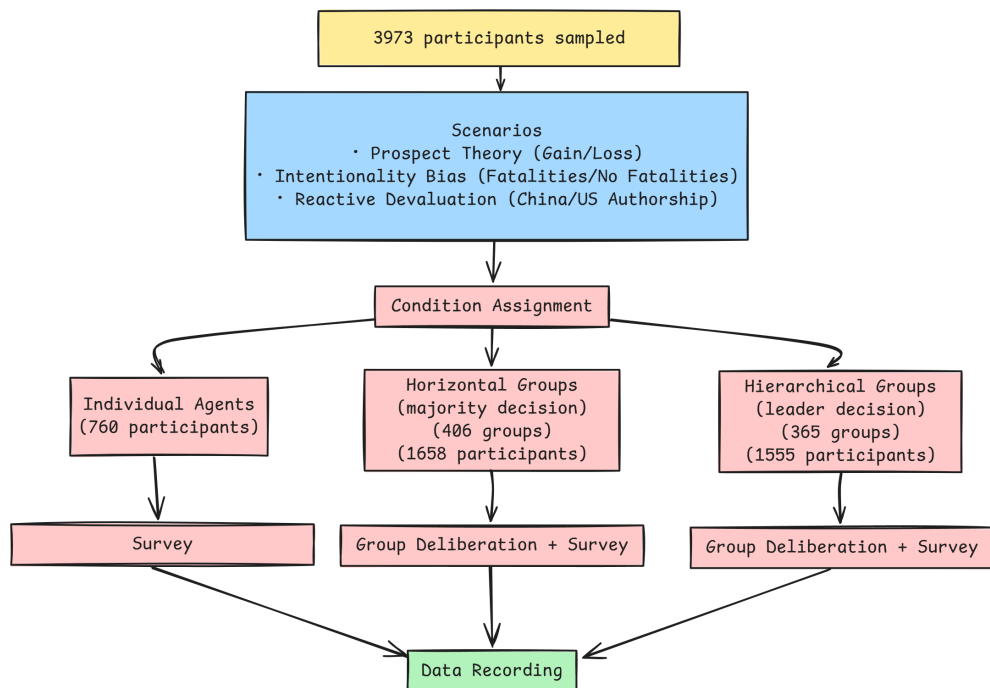 3973 participants sampled
Scenarios
· Prospect Theory (Gain/Loss)
· Intentionality Bias (Fatalities/No Fatalities)
· Reactive Devaluation (China/US Authorship)
Condition Assignment
Individual Agents
(760 participants)
Horizontal Groups
(majority decision)
(406 groups)
(1658 participants)
Hierarchical Groups
(leader decision)
(365 groups)
(1555 participants)
Survey
Group Deliberation + Survey
Group Deliberation + Survey
Data Recording